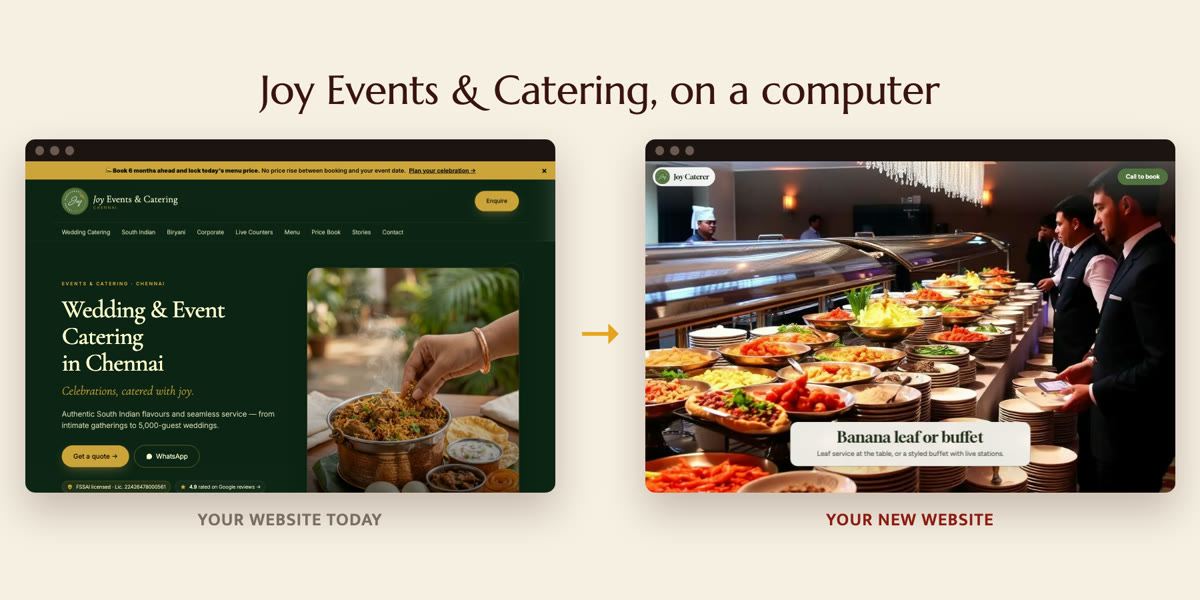 Joy Events & Catering, on a computer
Book 6 months ahead and lock today's menu price. No price rise between booking and your event date. Plan your celebration →
Joy Events & Catering
CHENNAI
Enquire
Wedding Catering South Indian Biryani Corporate Live Counters Menu Price Book Stories Contact
EVENTS & CATERING · CHENNAI
Wedding & Event
Catering
in Chennai
Celebrations, catered with joy.
Authentic South Indian flavours and seamless service — from
intimate gatherings to 5,000-guest weddings.
Get a quote → WhatsApp
FSSAI licensed · Lic. 22426478000561 ★ 4.9 rated on Google reviews →
Joy Caterer
Call to book
Banana leaf or buffet
Leaf service at the table, or a styled buffet with live stations.
YOUR WEBSITE TODAY
YOUR NEW WEBSITE